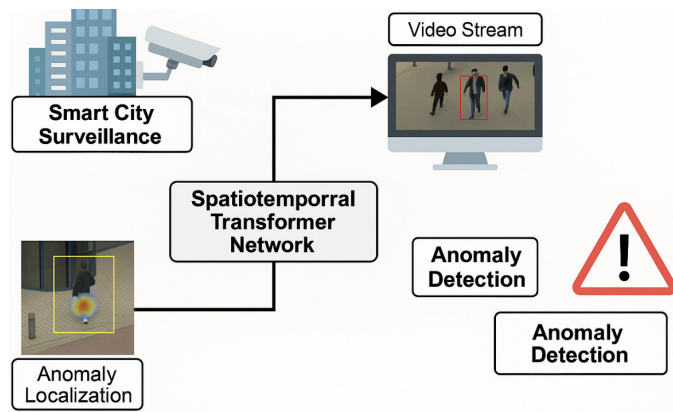 Video Stream
Smart City
Surveillance
Spatiotemporral
Transformer
Network
Anomaly
Detection
Anomaly
Detection
Anomaly
Localization